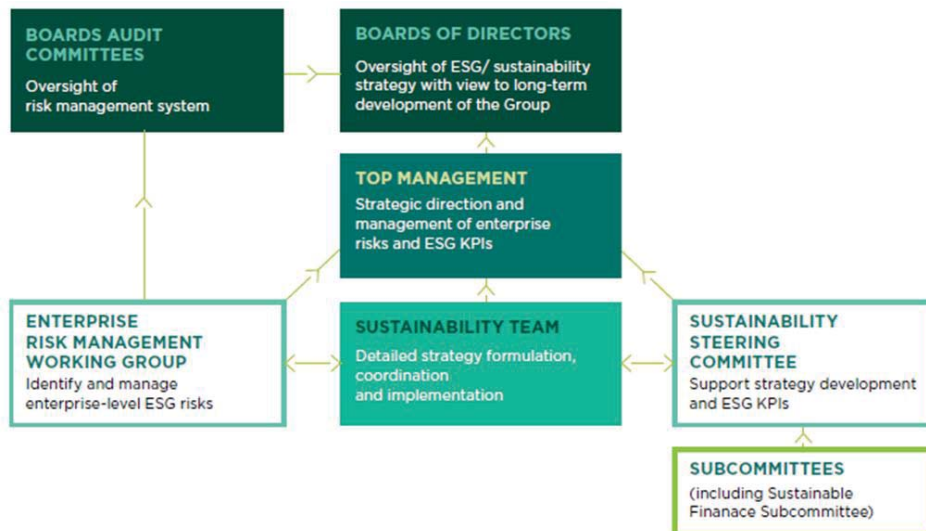 BOARDS AUDIT
COMMITTEES
Oversight of
risk management system
BOARDS OF DIRECTORS
Oversight of ESG/ sustainability
strategy with view to long-term
development of the Group
TOP MANAGEMENT
Strategic direction and
management of enterprise
risks and ESG KPIs
ENTERPRISE
RISK MANAGEMENT
WORKING GROUP
Identify and manage
enterprise-level ESG risks
SUSTAINABILITY TEAM
Detailed strategy formulation,
coordination
and implementation
SUSTAINABILITY
STEERING
COMMITTEE
Support strategy development
and ESG KPIs
SUBCOMMITTEES
(including Sustainable
Finanace Subcommittee)